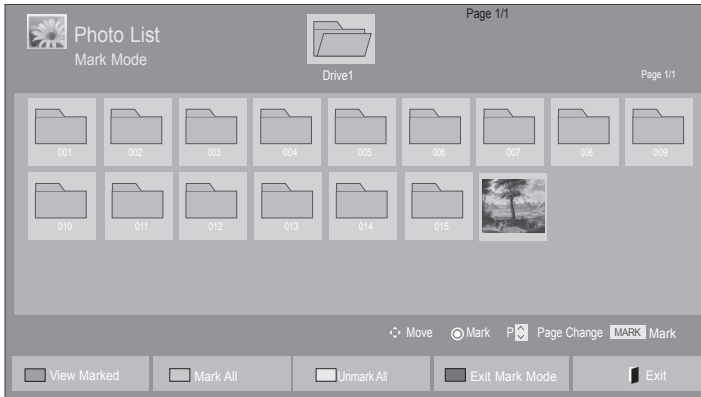 Page 1/1
Photo List
Mark Mode
Drive1
Page 1/1
001 002 003 004 005 006 007 008 009
010 011 012 013 014 015
Move Mark P Page Change MARK Mark
View Marked Mark All Unmark All Exit Mark Mode Exit